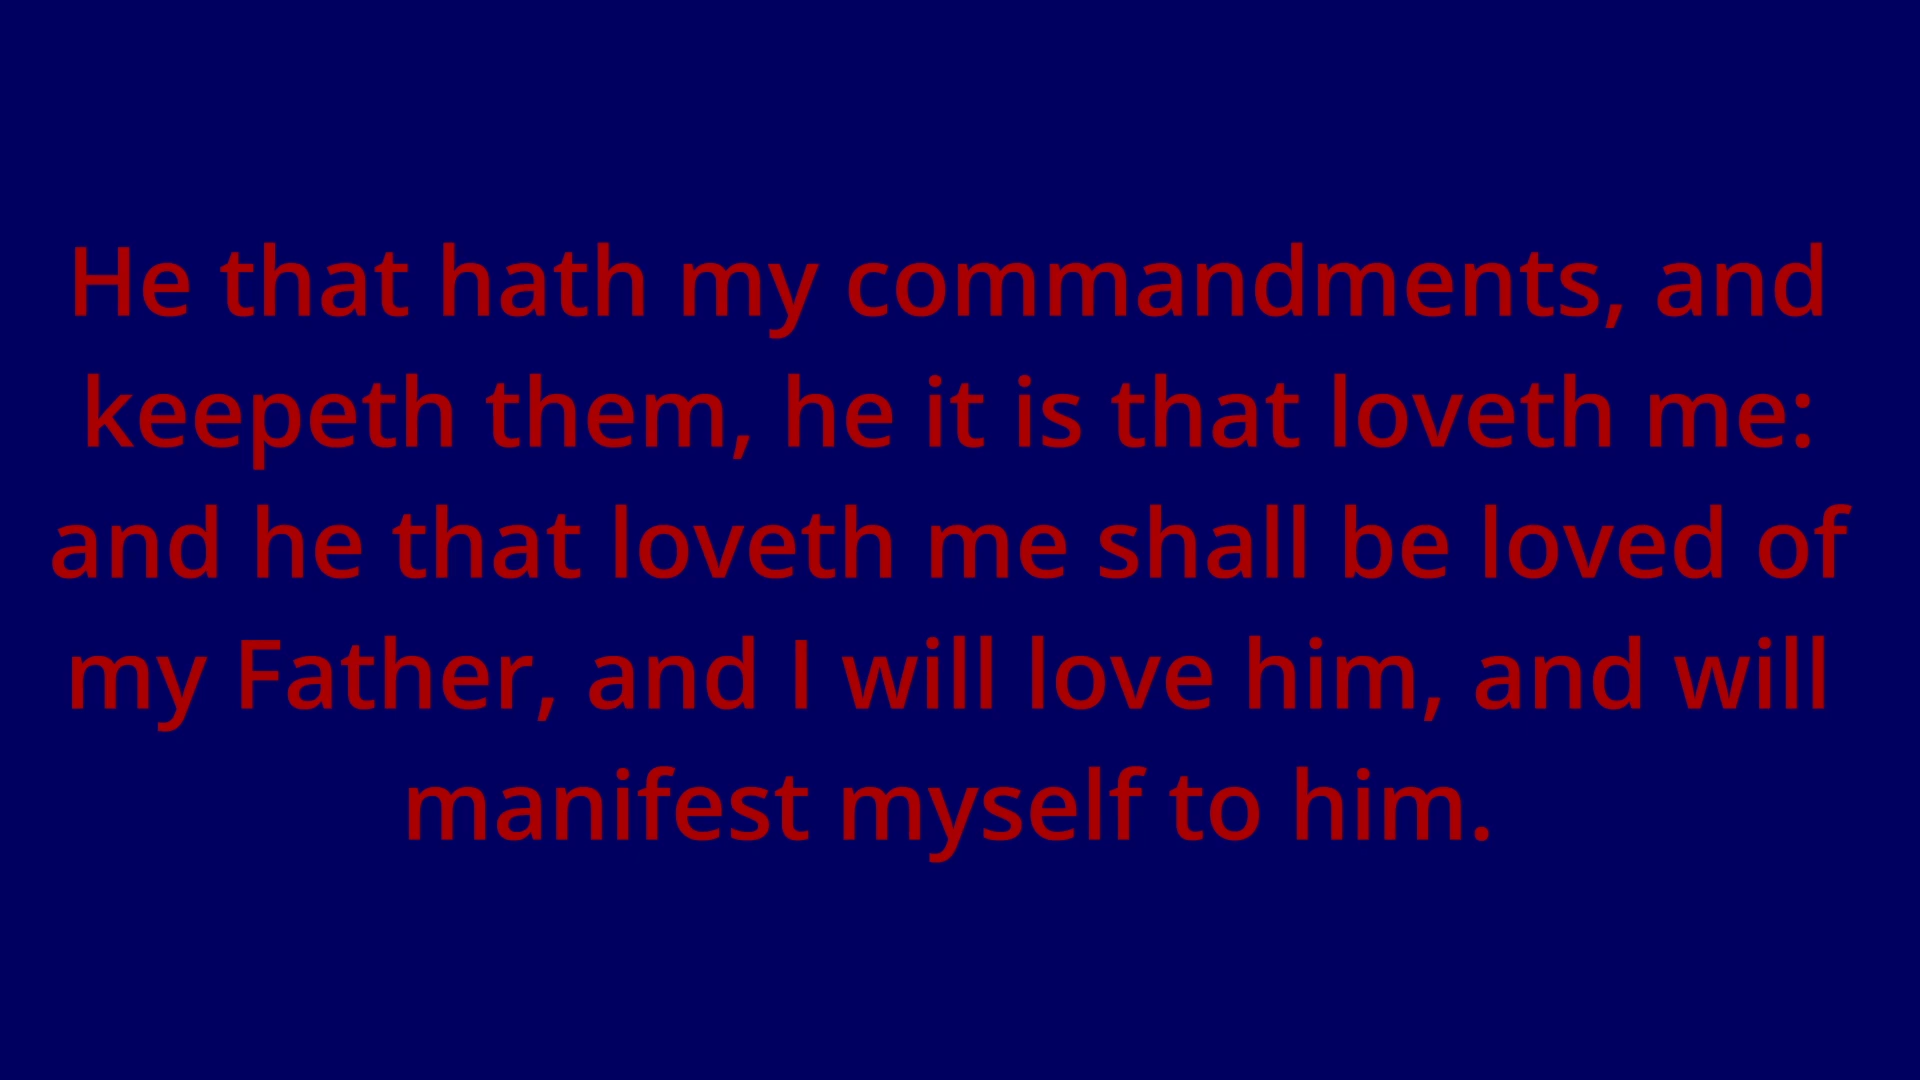 He that hath my commandments, and
keepeth them, he it is that loveth me:
and he that loveth me shall be loved of
my Father, and I will love him, and will
manifest myself to him.